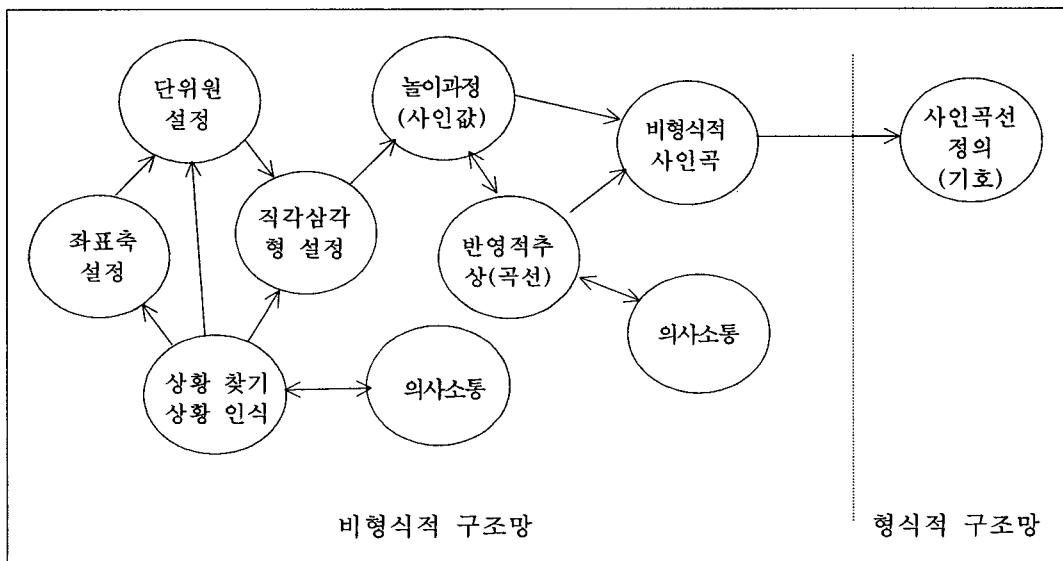 단위원
설정
놀이과정
(사인값)
비형식적
사인곡
사인곡선
정의
(기호)
좌표축
설정
직각삼각
형 설정
반영적추
상(곡선)
의사소통
상황 찾기
상황 인식
의사소통
비형식적 구조망
형식적 구조망